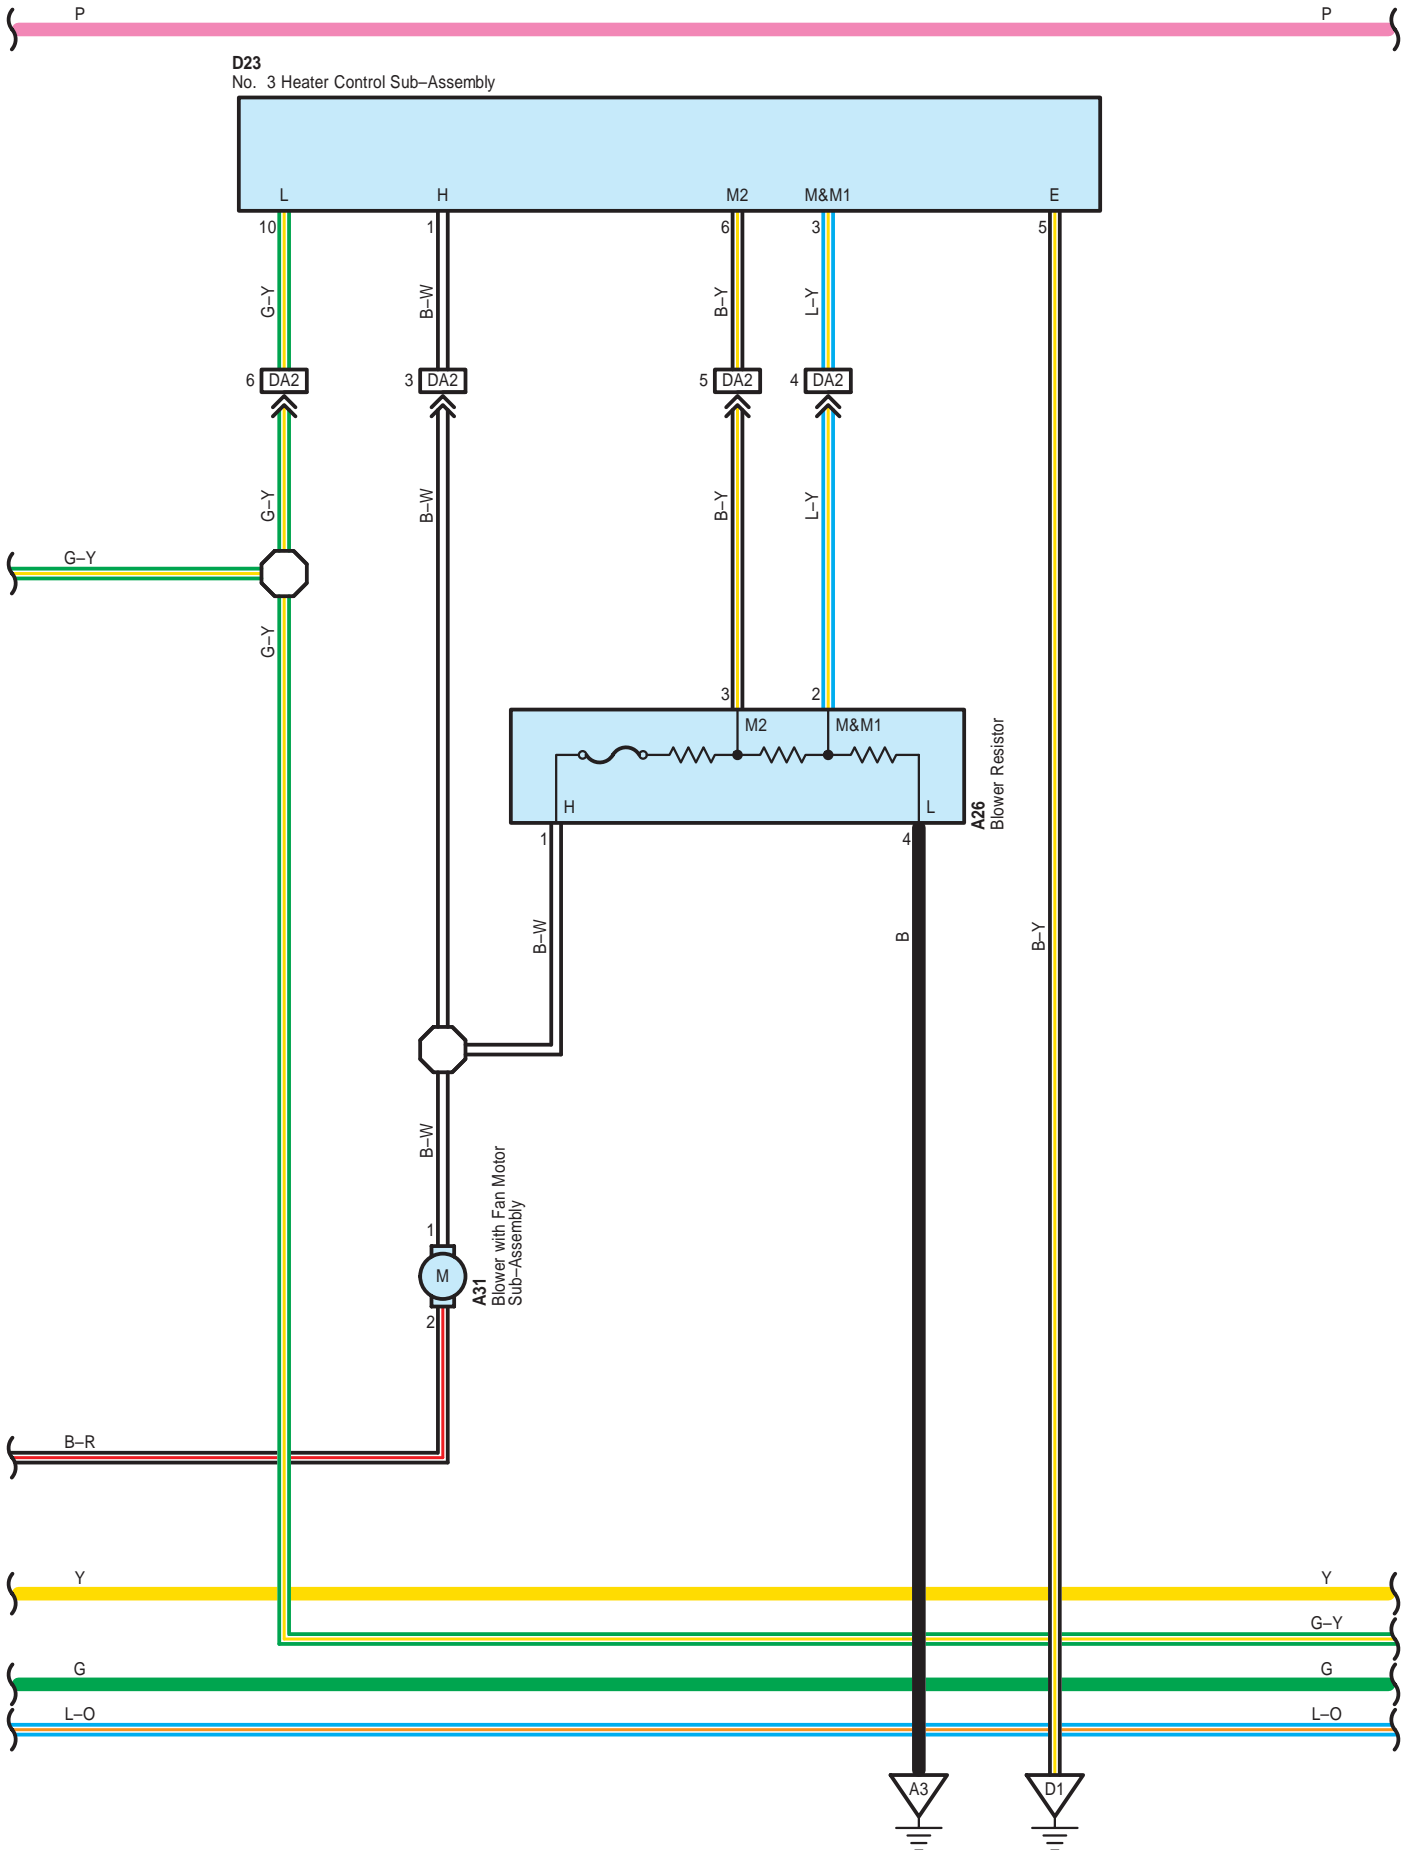 P P
D23
No. 3 Heater Control Sub–Assembly
L H M2 M&M1 E
10 1 6 3 5
G–Y B–W B–Y L–Y
6 DA2 3 DA2 5 DA2 4 DA2
G–Y B–W B–Y L–Y
G–Y
G–Y
3 2
M2 M&M1
H L
A26
Blower Resistor
1 4
B–W B B–Y
B–W
1
M
A31
Blower with Fan Motor
Sub–Assembly
2
B–R
Y Y
G–Y
G G
L–O L–O
A3 D1